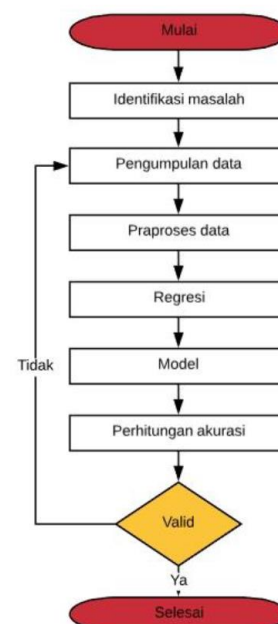 Mulai
Identifikasi masalah
Pengumpulan data
Praproses data
Regresi
Tidak
Model
Perhitungan akurasi
Valid
Ya
Selesai